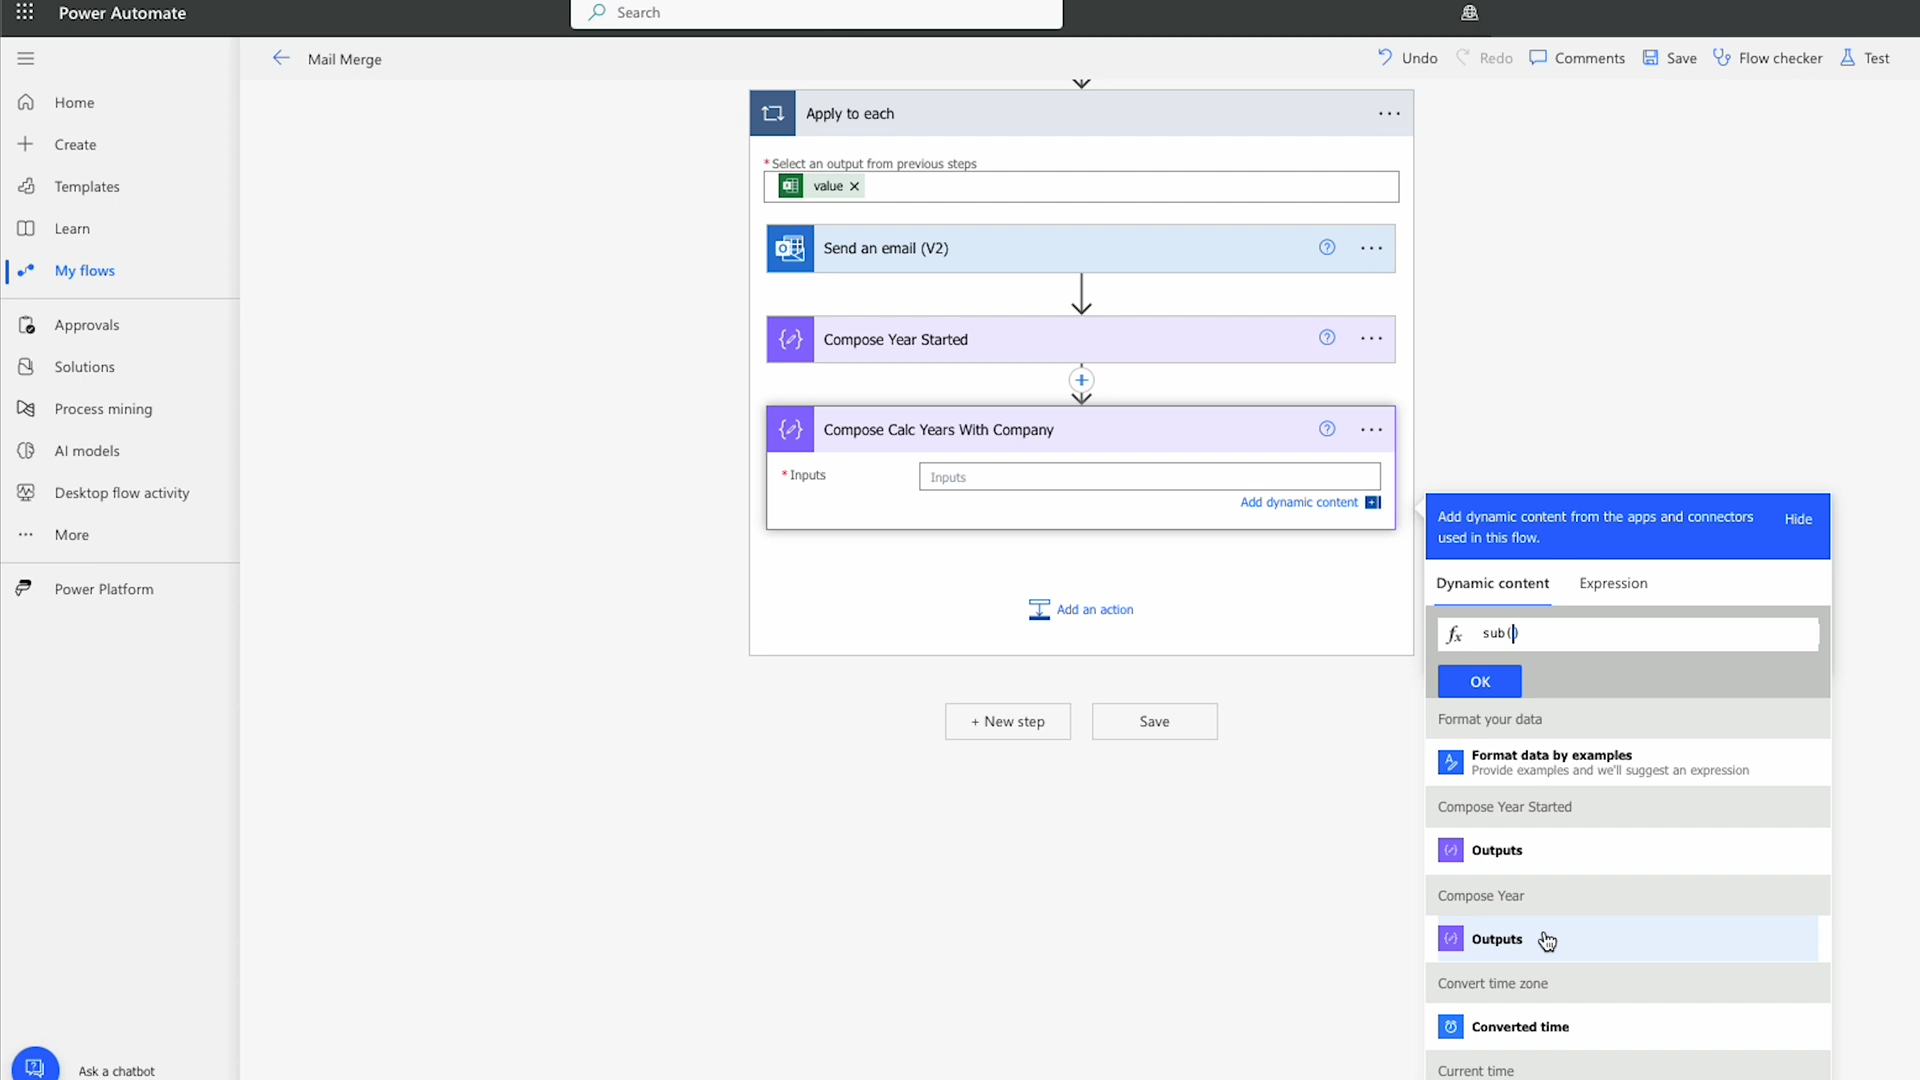 Power Automate
Search
Mail Merge
Undo
Redo
Comments
Save
Flow checker
Test
Home
Create
Templates
Learn
My flows
Approvals
Solutions
Process mining
AI models
Desktop flow activity
More
Power Platform
Ask a chatbot
Apply to each
* Select an output from previous steps
value
Send an email (V2)
Compose Year Started
Compose Calc Years With Company
* Inputs
Inputs
Add dynamic content
Add an action
+ New step
Save
Add dynamic content from the apps and connectors
used in this flow.
Hide
Dynamic content
Expression
fx sub()
OK
Format your data
Format data by examples
Provide examples and we'll suggest an expression
Compose Year Started
Outputs
Compose Year
Outputs
Convert time zone
Converted time
Current time